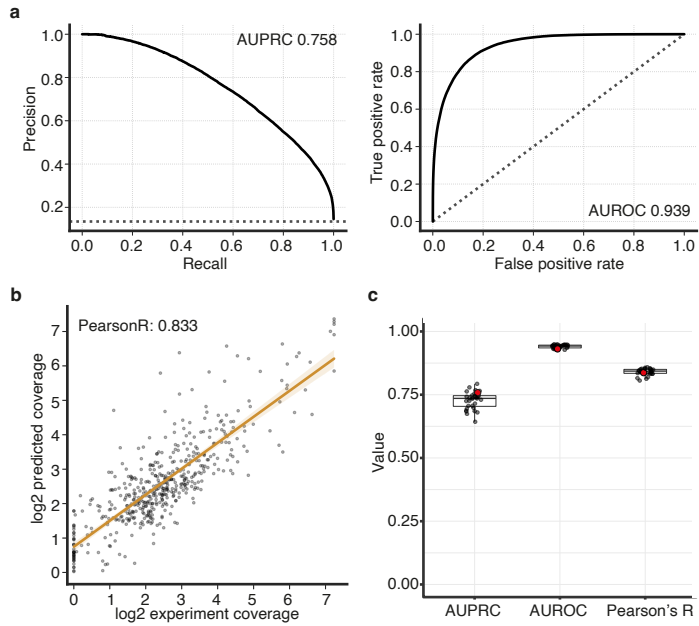 a
AUPRC 0.758
1.0
0.8
0.6
0.4
0.2
Precision
0.0 0.2 0.4 0.6 0.8 1.0
Recall
AUROC 0.939
1.0
0.8
0.6
0.4
0.2
0.0
True positive rate
0.0 0.2 0.4 0.6 0.8 1.0
False positive rate
b
PearsonR: 0.833
7
6
5
4
3
2
1
0
log2 predicted coverage
0 1 2 3 4 5 6 7
log2 experiment coverage
c
1.00
0.75
0.50
0.25
0.00
Value
AUPRC AUROC Pearson's R